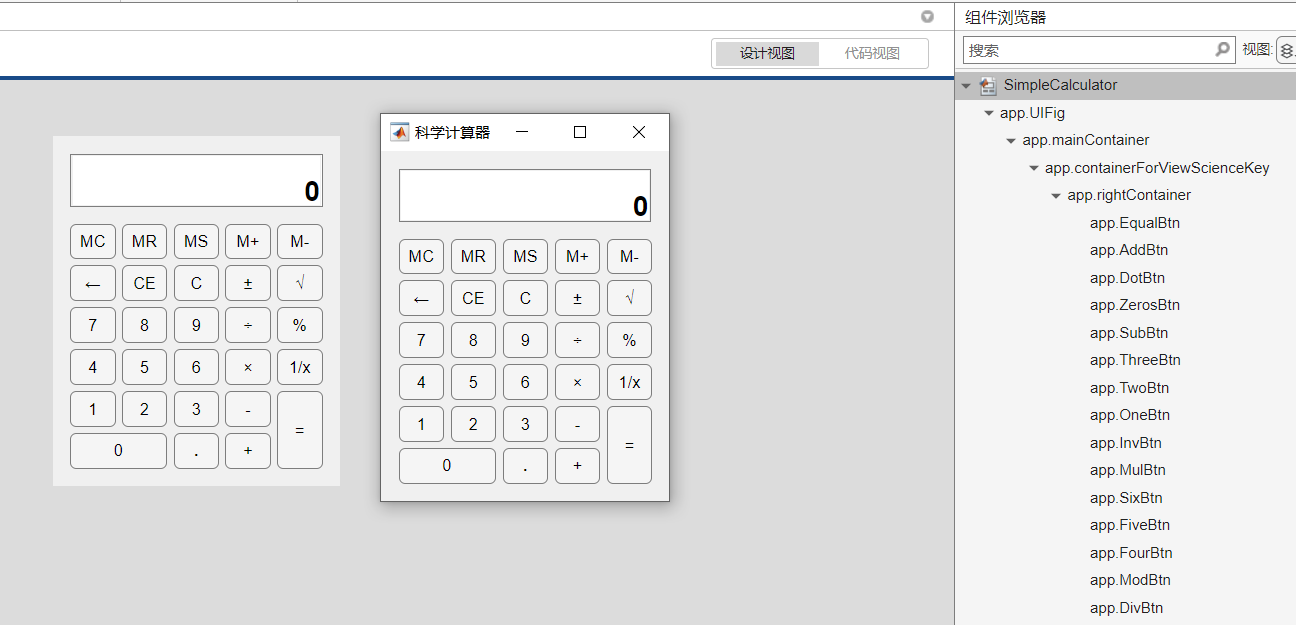 组件浏览器
设计视图 代码视图
搜索 视图:
SimpleCalculator
app.UIFig
app.mainContainer
app.containerForViewScienceKey
app.rightContainer
app.EqualBtn
app.AddBtn
app.DotBtn
app.ZerosBtn
app.SubBtn
app.ThreeBtn
app.TwoBtn
app.OneBtn
app.InvBtn
app.MulBtn
app.SixBtn
app.FiveBtn
app.FourBtn
app.ModBtn
app.DivBtn
0
MC MR MS M+ M-
← CE C ± √
7 8 9 ÷ %
4 5 6 × 1/x
1 2 3 -
=
0 . +
科学计算器
0
MC MR MS M+ M-
← CE C ± √
7 8 9 ÷ %
4 5 6 × 1/x
1 2 3 -
=
0 . +